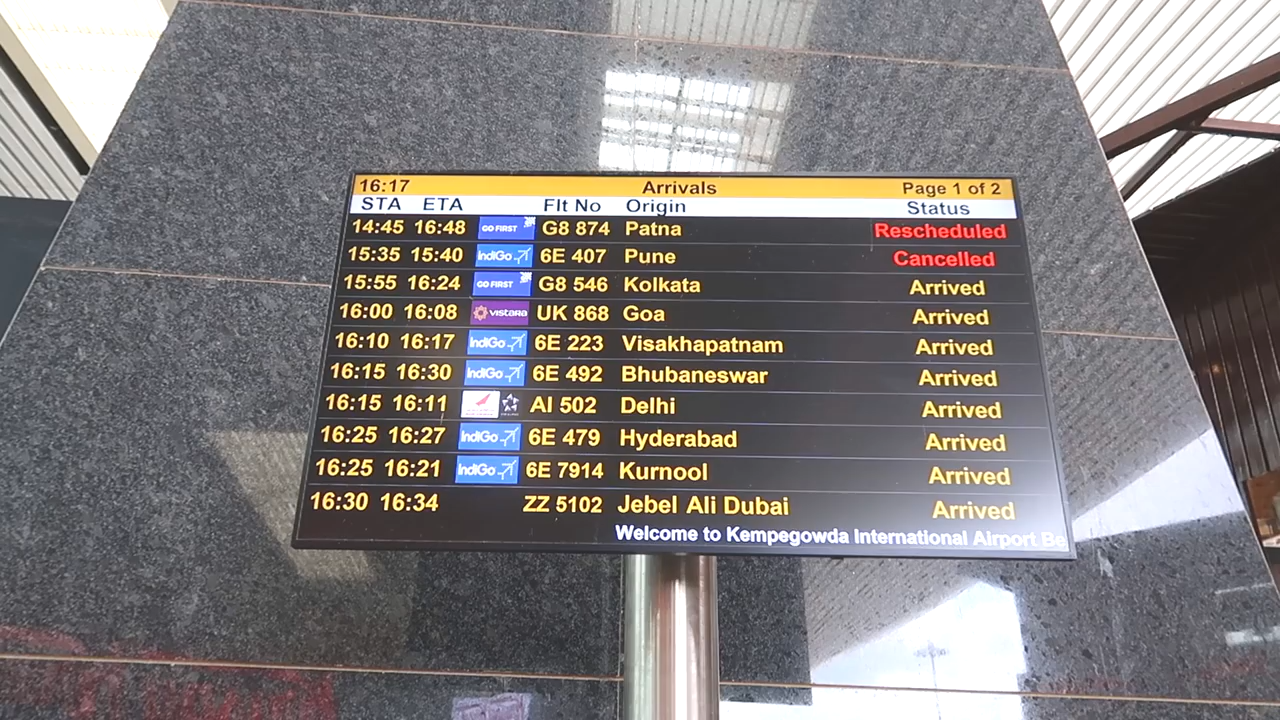 16:17 Arrivals Page 1 of 2
STA ETA Flt No Origin Status
14:45 16:48 GO FIRST G8 874 Patna Rescheduled
15:35 15:40 IndiGo 6E 407 Pune Cancelled
15:55 16:24 GO FIRST G8 546 Kolkata Arrived
16:00 16:08 vistara UK 868 Goa Arrived
16:10 16:17 IndiGo 6E 223 Visakhapatnam Arrived
16:15 16:30 IndiGo 6E 492 Bhubaneswar Arrived
16:15 16:11 AI 502 Delhi Arrived
16:25 16:27 IndiGo 6E 479 Hyderabad Arrived
16:25 16:21 IndiGo 6E 7914 Kurnool Arrived
16:30 16:34 ZZ 5102 Jebel Ali Dubai Arrived
Welcome to Kempegowda International Airport Be